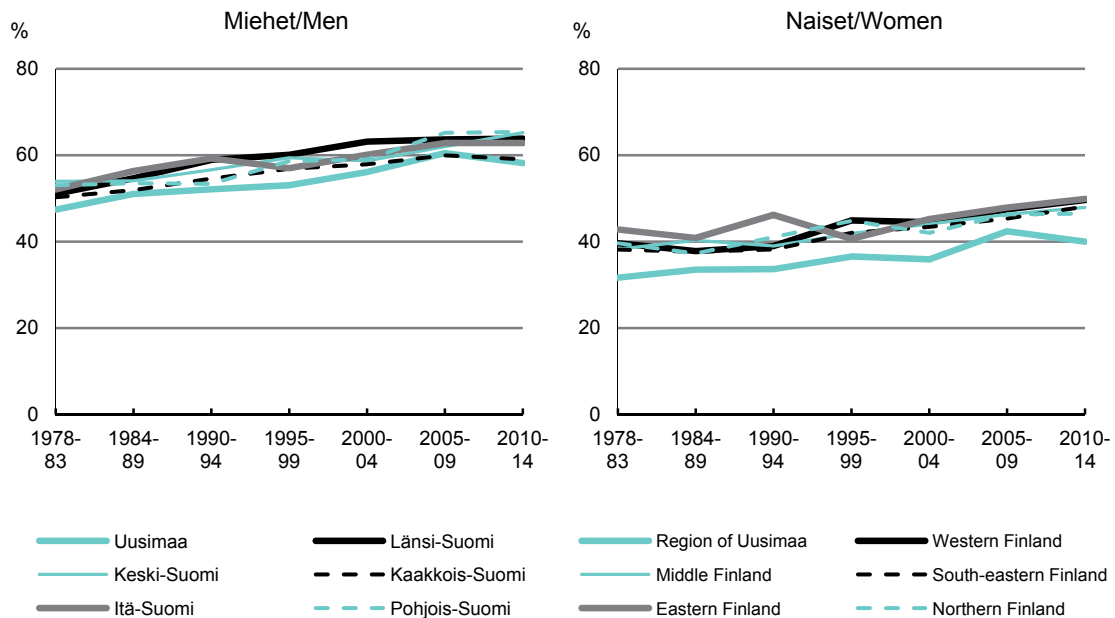 Miehet/Men
%
80
60
40
20
0
1978-
83
1984-
89
1990-
94
1995-
99
2000-
04
2005-
09
2010-
14
Uusimaa
Länsi-Suomi
Keski-Suomi
Kaakkois-Suomi
Itä-Suomi
Pohjois-Suomi
Naiset/Women
%
80
60
40
20
0
1978-
83
1984-
89
1990-
94
1995-
99
2000-
04
2005-
09
2010-
14
Region of Uusimaa
Western Finland
Middle Finland
South-eastern Finland
Eastern Finland
Northern Finland